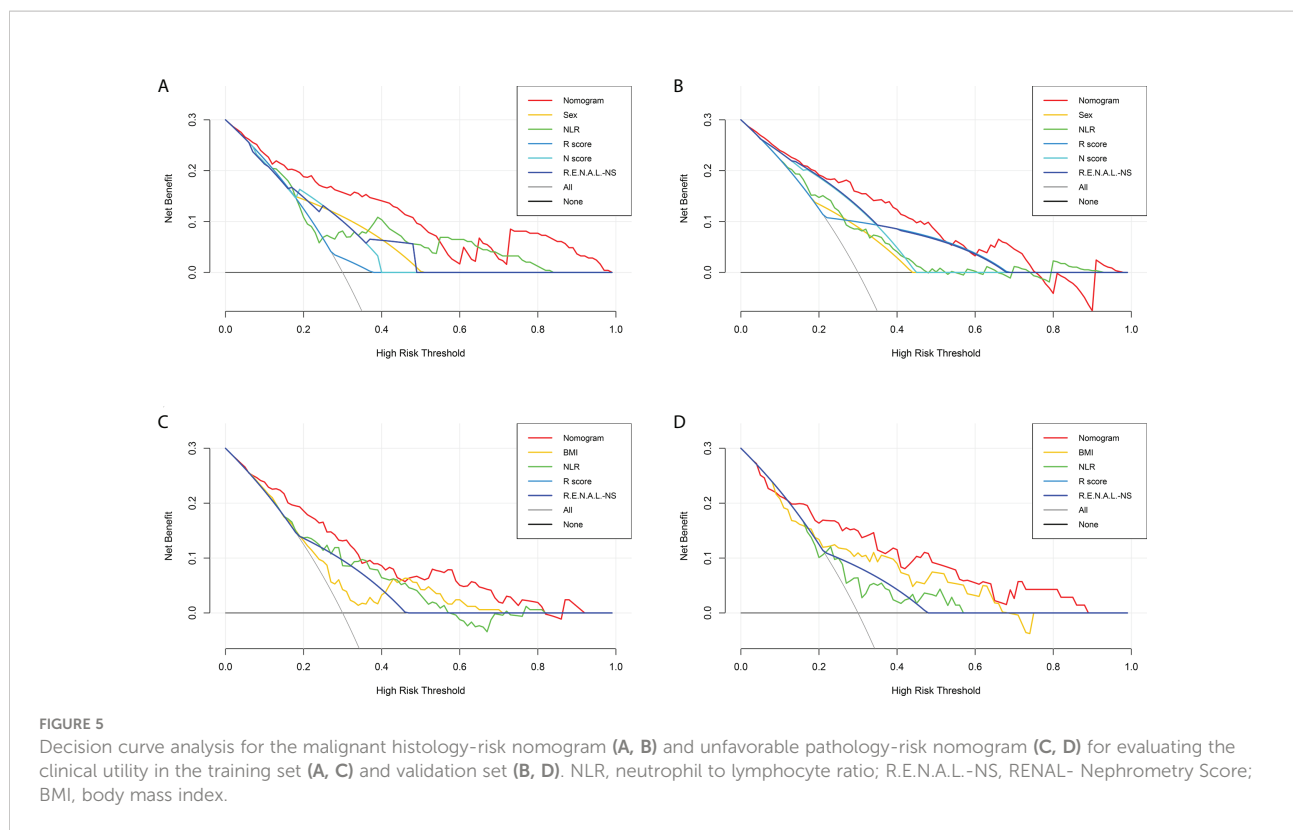 A
Nomogram
Sex
NLR
R score
N score
R.E.N.A.L.-NS
All
None
Net Benefit
0.3
0.2
0.1
0.0
0.0 0.2 0.4 0.6 0.8 1.0
High Risk Threshold
B
Nomogram
Sex
NLR
R score
N score
R.E.N.A.L.-NS
All
None
Net Benefit
0.3
0.2
0.1
0.0
0.0 0.2 0.4 0.6 0.8 1.0
High Risk Threshold
C
Nomogram
BMI
NLR
R score
R.E.N.A.L.-NS
All
None
Net Benefit
0.3
0.2
0.1
0.0
0.0 0.2 0.4 0.6 0.8 1.0
High Risk Threshold
D
Nomogram
BMI
NLR
R score
R.E.N.A.L.-NS
All
None
Net Benefit
0.3
0.2
0.1
0.0
0.0 0.2 0.4 0.6 0.8 1.0
High Risk Threshold
FIGURE 5
Decision curve analysis for the malignant histology-risk nomogram (A, B) and unfavorable pathology-risk nomogram (C, D) for evaluating the
clinical utility in the training set (A, C) and validation set (B, D). NLR, neutrophil to lymphocyte ratio; R.E.N.A.L.-NS, RENAL- Nephrometry Score;
BMI, body mass index.